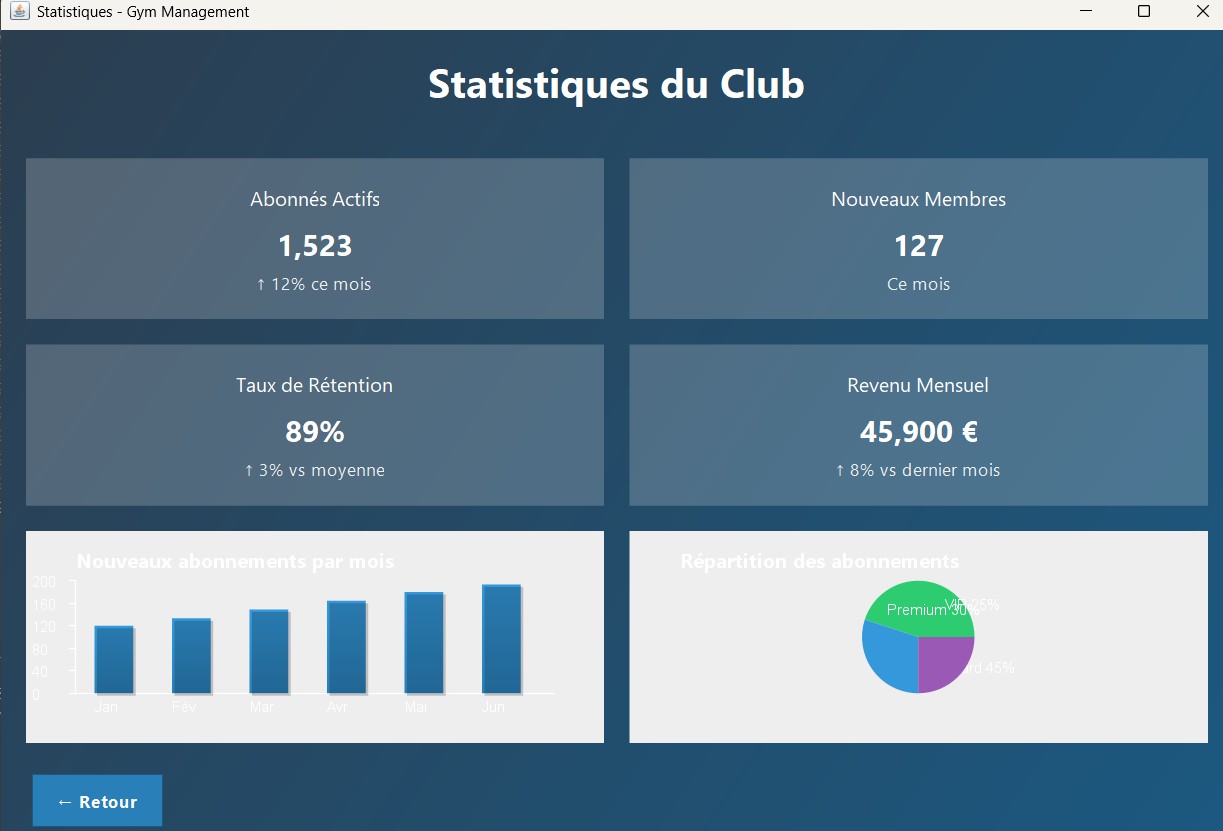 Statistiques - Gym Management
Statistiques du Club
Abonnés Actifs
1,523
↑ 12% ce mois
Nouveaux Membres
127
Ce mois
Taux de Rétention
89%
↑ 3% vs moyenne
Revenu Mensuel
45,900 €
↑ 8% vs dernier mois
Nouveaux abonnements par mois
200
160
120
80
40
0
Jan Fév Mar Avr Mai Jun
Répartition des abonnements
VIP 25%
Premium 30%
45%
← Retour